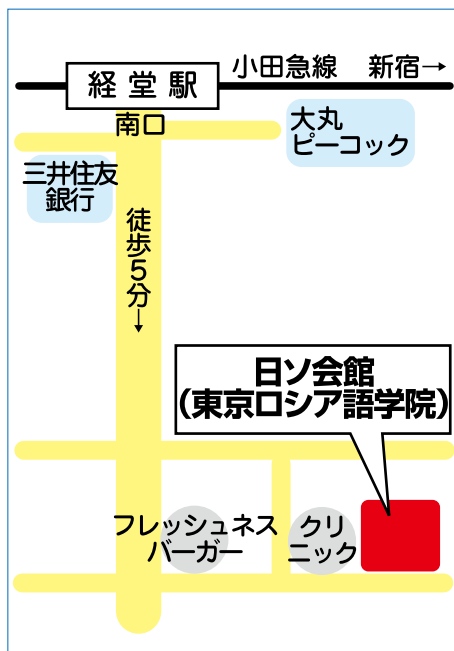 小田急線 新宿→
経堂駅
南口
大丸
ピーコック
三井住友
銀行
徒歩5分→
日ソ会館
(東京ロシア語学院)
フレッシュネス
バーガー
クリ
ニック